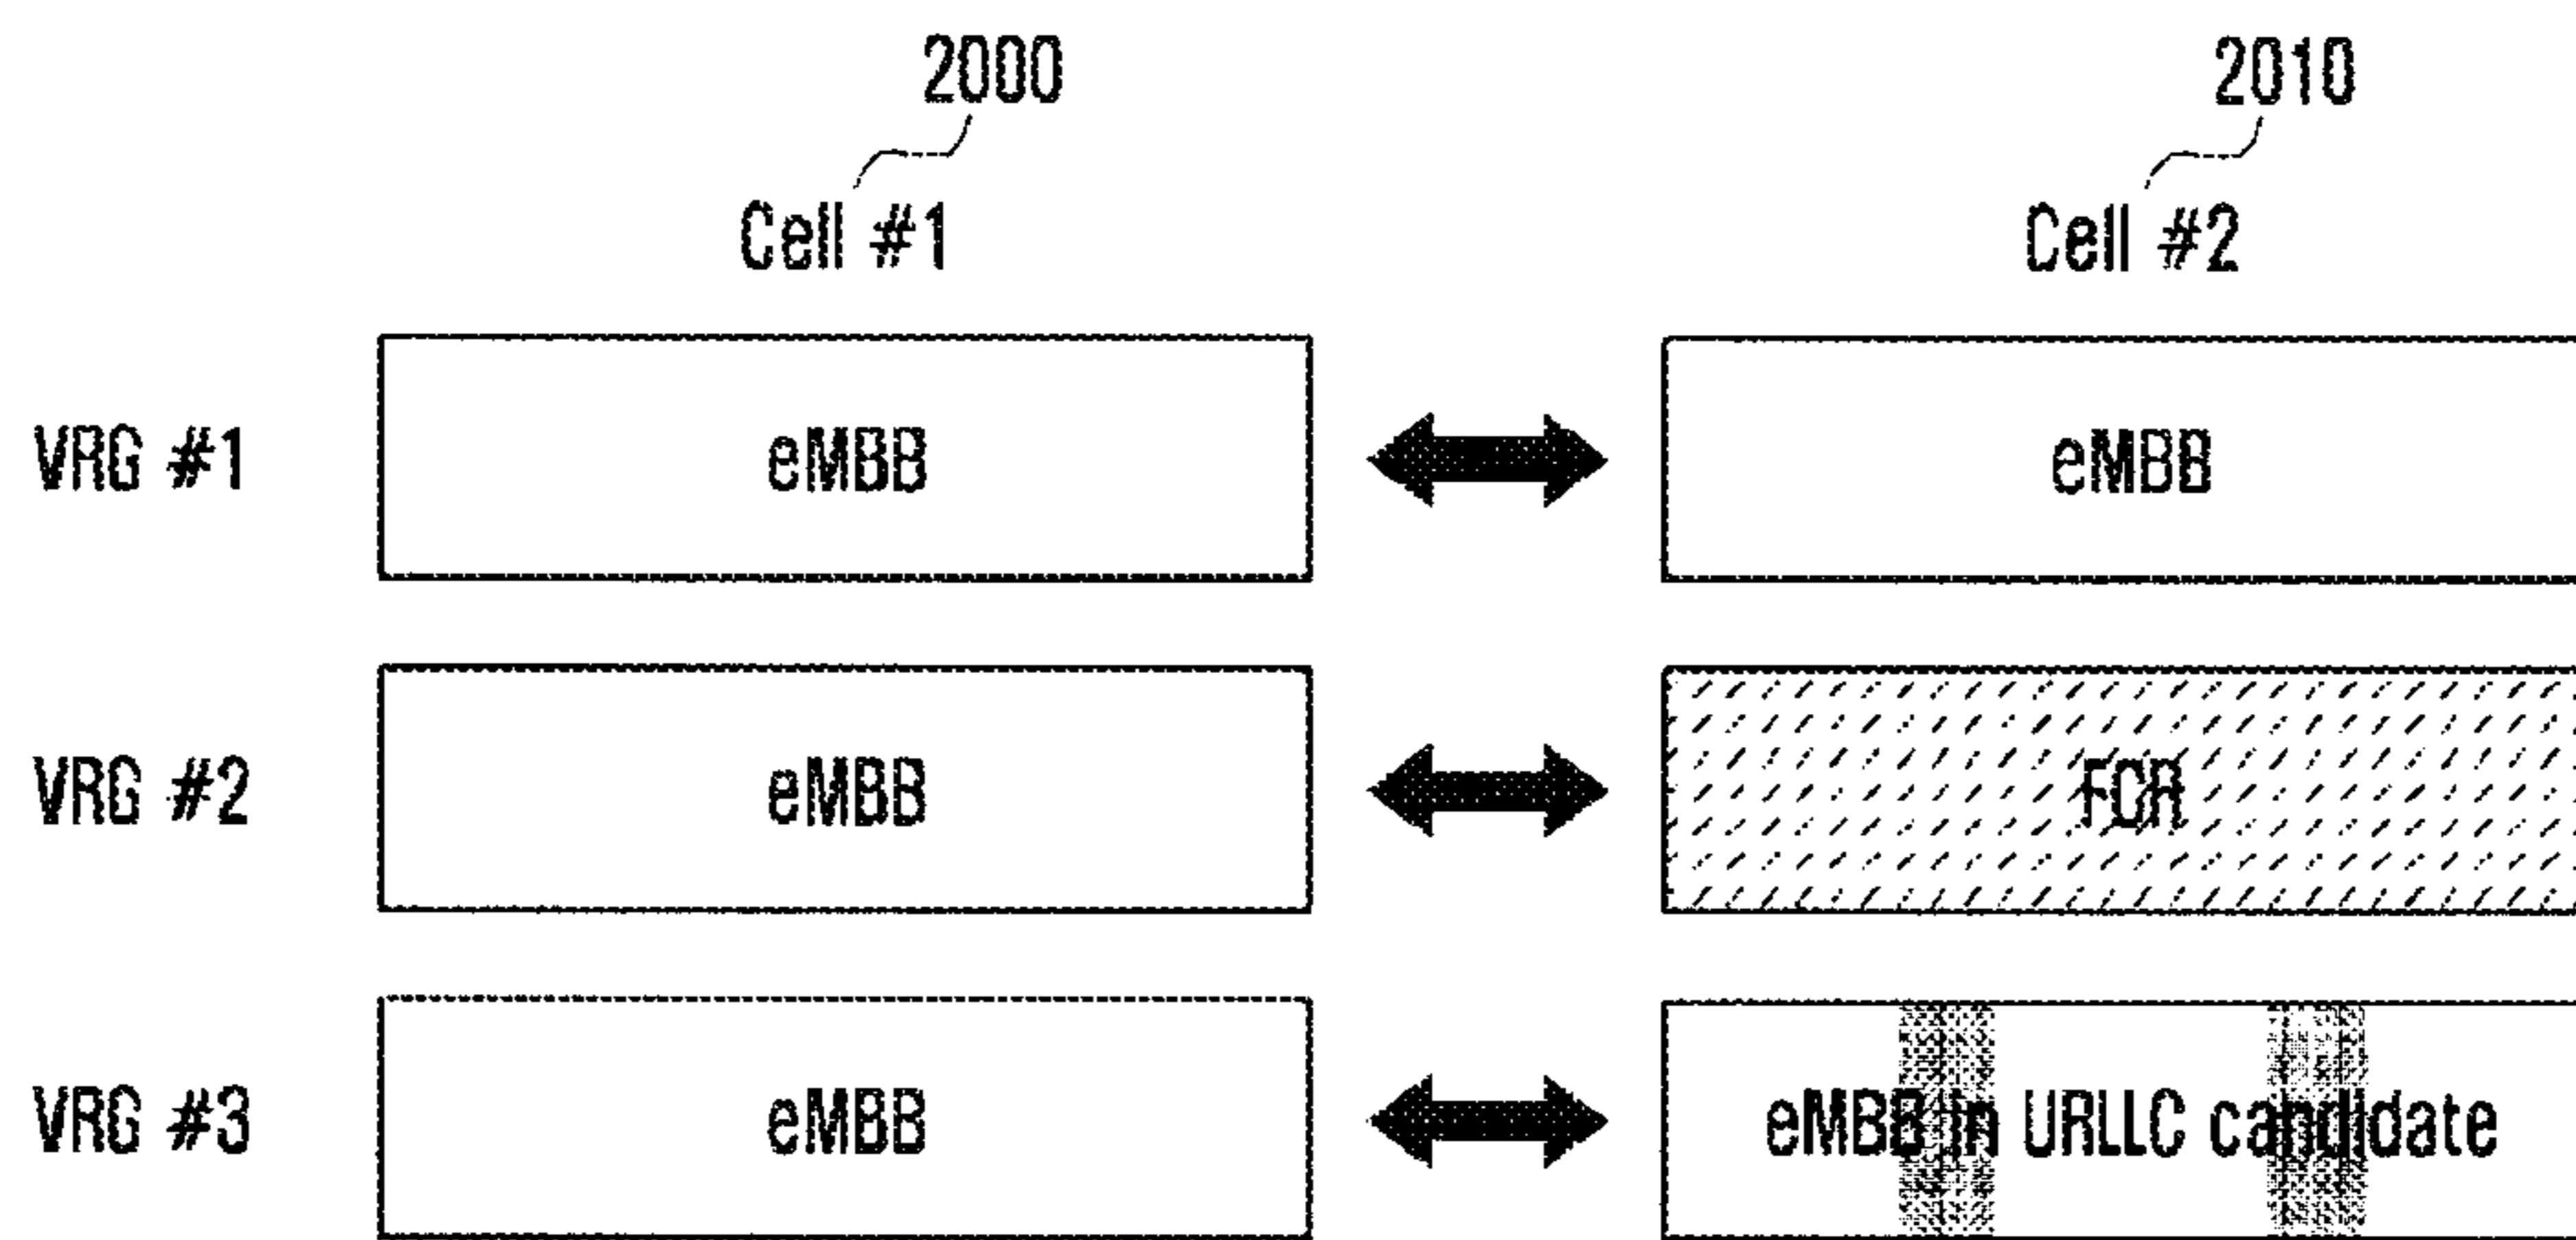 2000 2010
Cell #1 Cell #2
VRG #1 eMBB eMBB
VRG #2 eMBB FCR
VRG #3 eMBB eMBB in URLLC candidate